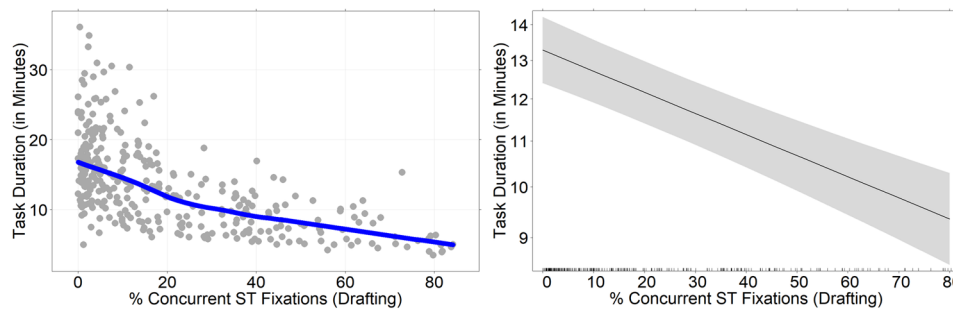 30
20
10
Task Duration (in Minutes)
0 20 40 60 80
% Concurrent ST Fixations (Drafting)
14
13
12
11
10
9
Task Duration (in Minutes)
0 10 20 30 40 50 60 70 80
% Concurrent ST Fixations (Drafting)